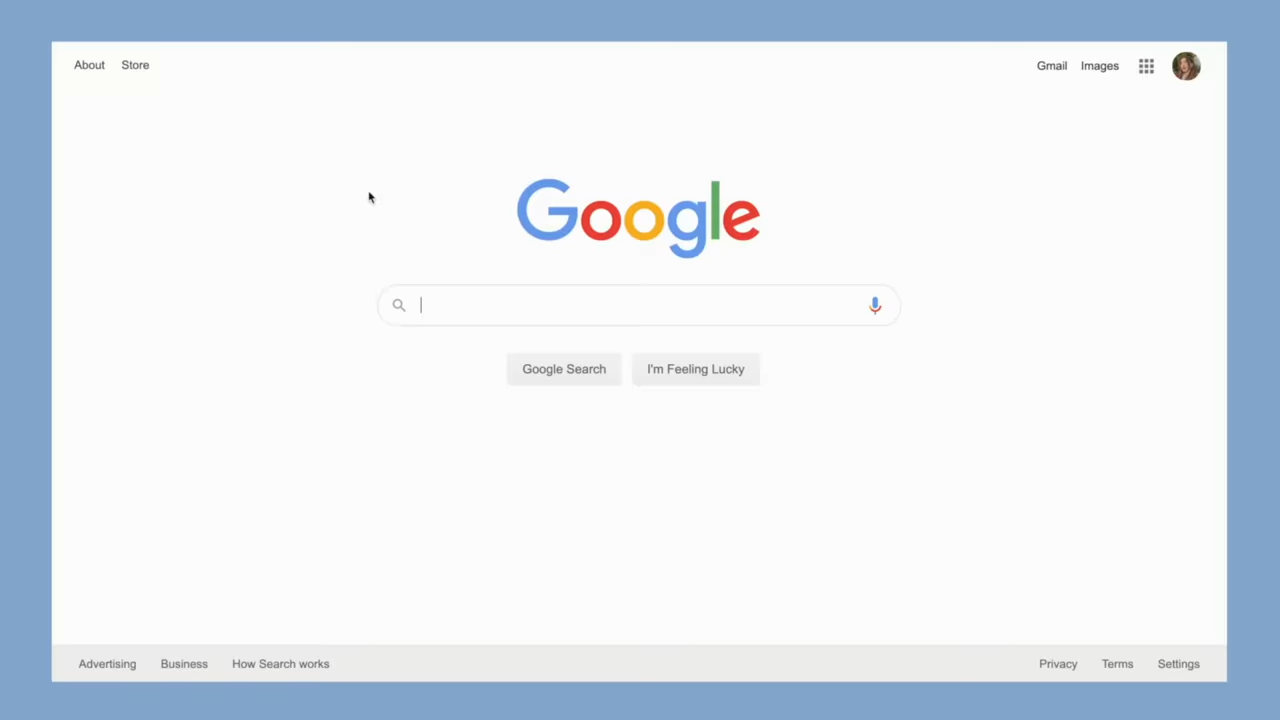 About Store
Gmail Images
Google
Google Search I'm Feeling Lucky
Advertising Business How Search works
Privacy Terms Settings